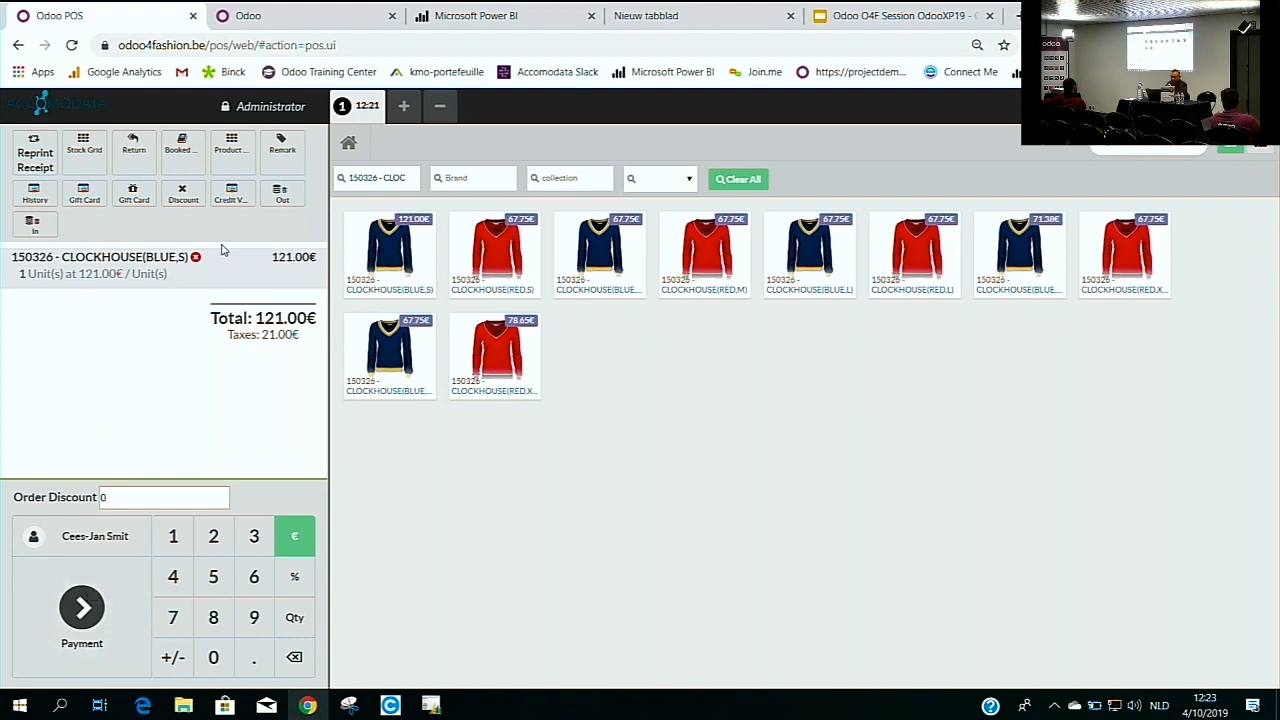 Odoo POS
Odoo
Microsoft Power BI
Nieuw tabblad
Odoo O4F Session OdooXP19 -
odoo4fashion.be/pos/web/#action=pos.ui
Apps
Google Analytics
Binck
Odoo Training Center
kmo-portefeuille
Accomodata Slack
Microsoft Power BI
Join.me
https://projectdem...
Connect Me
ACCOMODATA
Administrator
1 12:21
Reprint Receipt
Stock Grid
Return
Booked ...
Product ...
Remark
History
Gift Card
Gift Card
Discount
Credit V...
Out
In
150326 - CLOC
Brand
collection
Clear All
150326 - CLOCKHOUSE(BLUE,S) 121.00€
1 Unit(s) at 121.00€ / Unit(s)
Total: 121.00€
Taxes: 21.00€
121.00€
67.75€
67.75€
67.75€
67.75€
67.75€
71.38€
67.75€
150326 - CLOCKHOUSE(BLUE,S)
150326 - CLOCKHOUSE(RED,S)
150326 - CLOCKHOUSE(BLUE,...
150326 - CLOCKHOUSE(RED,M)
150326 - CLOCKHOUSE(BLUE,L)
150326 - CLOCKHOUSE(RED,L)
150326 - CLOCKHOUSE(BLUE,...
150326 - CLOCKHOUSE(RED,X...
67.75€
78.65€
150326 - CLOCKHOUSE(BLUE,...
150326 - CLOCKHOUSE(RED,X...
Order Discount 0
Cees-Jan Smit
1 2 3 €
4 5 6 %
7 8 9 Qty
+/- 0 .
Payment
NLD
12:23
4/10/2019
odoo